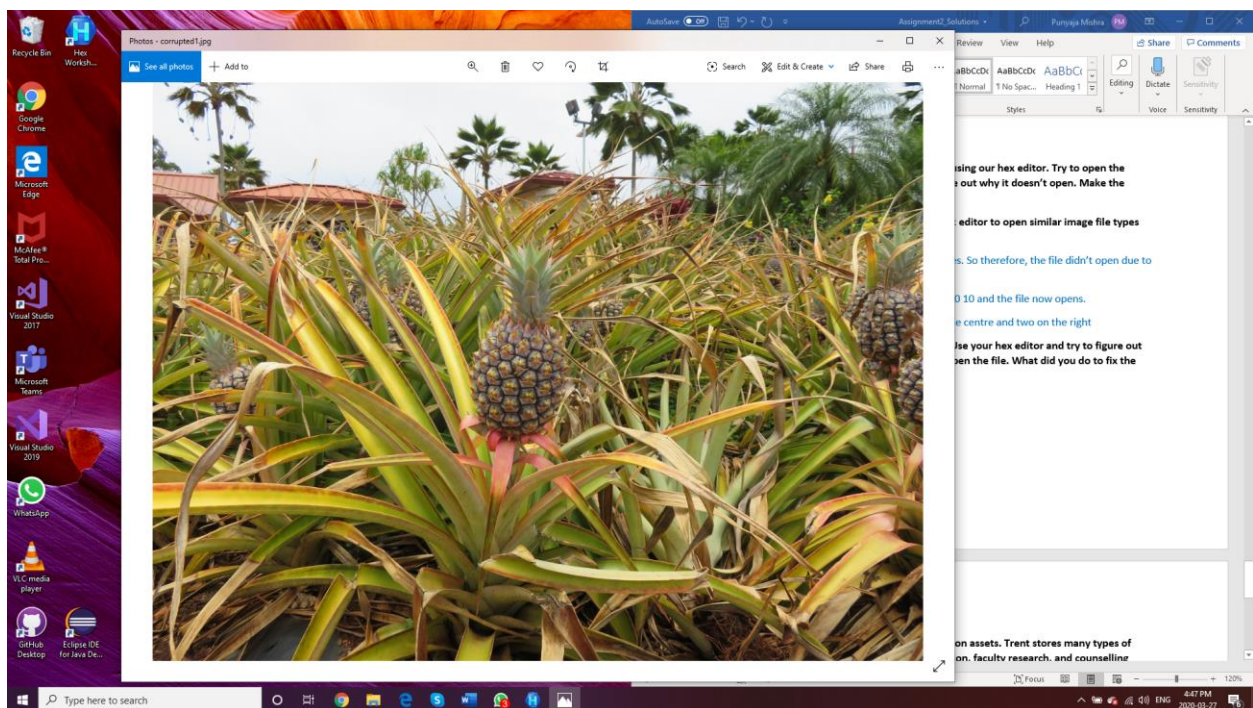 Recycle Bin
Hex
Worksh...
Google
Chrome
Microsoft
Edge
McAfee®
Total Pro...
Visual Studio
2017
Microsoft
Teams
Visual Studio
2019
WhatsApp
VLC media
player
GitHub
Desktop
Eclipse IDE
for Java De...
AutoSave Off
Assignment2_Solutions
Punyaja Mishra PM
Photos - corrupted1.jpg
See all photos
Add to
Search
Edit & Create
Share
Review View Help
Share
Comments
AaBbCcDc AaBbCcDc AaBbCc
1 Normal 1 No Spac... Heading 1
Editing
Dictate
Sensitivity
Styles
Voice
Sensitivity
using our hex editor. Try to open the
out why it doesn't open. Make the
editor to open similar image file types
es. So therefore, the file didn't open due to
0 10 and the file now opens.
e centre and two on the right
Use your hex editor and try to figure out
pen the file. What did you do to fix the
on assets. Trent stores many types of
on, faculty research, and counselling
Focus
120%
Type here to search
ENG
4:47 PM
2020-03-27